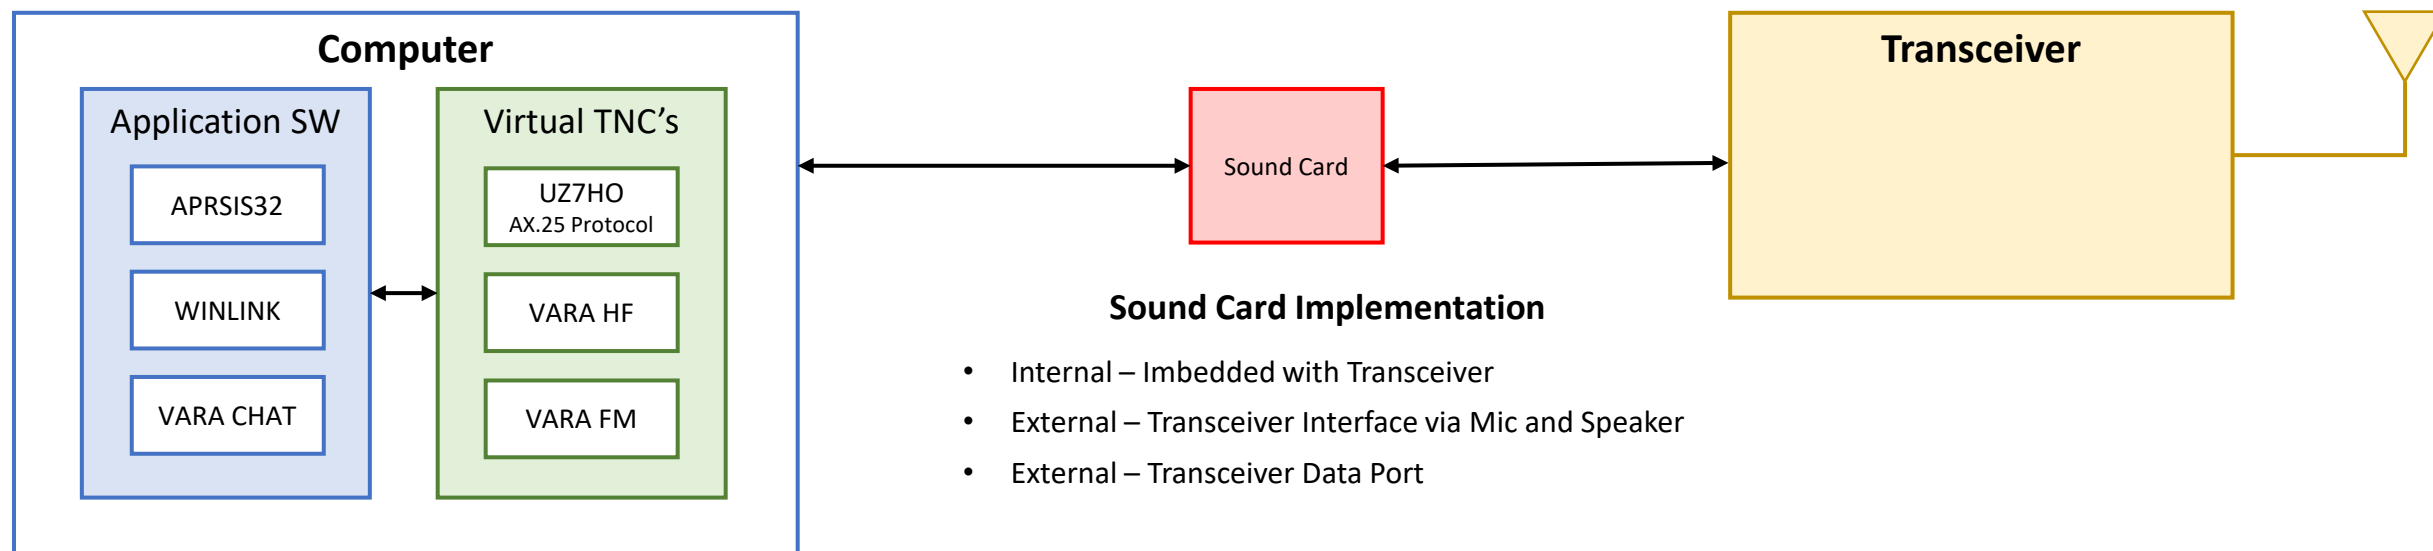 Computer
Application SW
APRSIS32
WINLINK
VARA CHAT
Virtual TNC’s
UZ7HO
AX.25 Protocol
VARA HF
VARA FM
Sound Card
Transceiver
Sound Card Implementation
• Internal – Imbedded with Transceiver
• External – Transceiver Interface via Mic and Speaker
• External – Transceiver Data Port